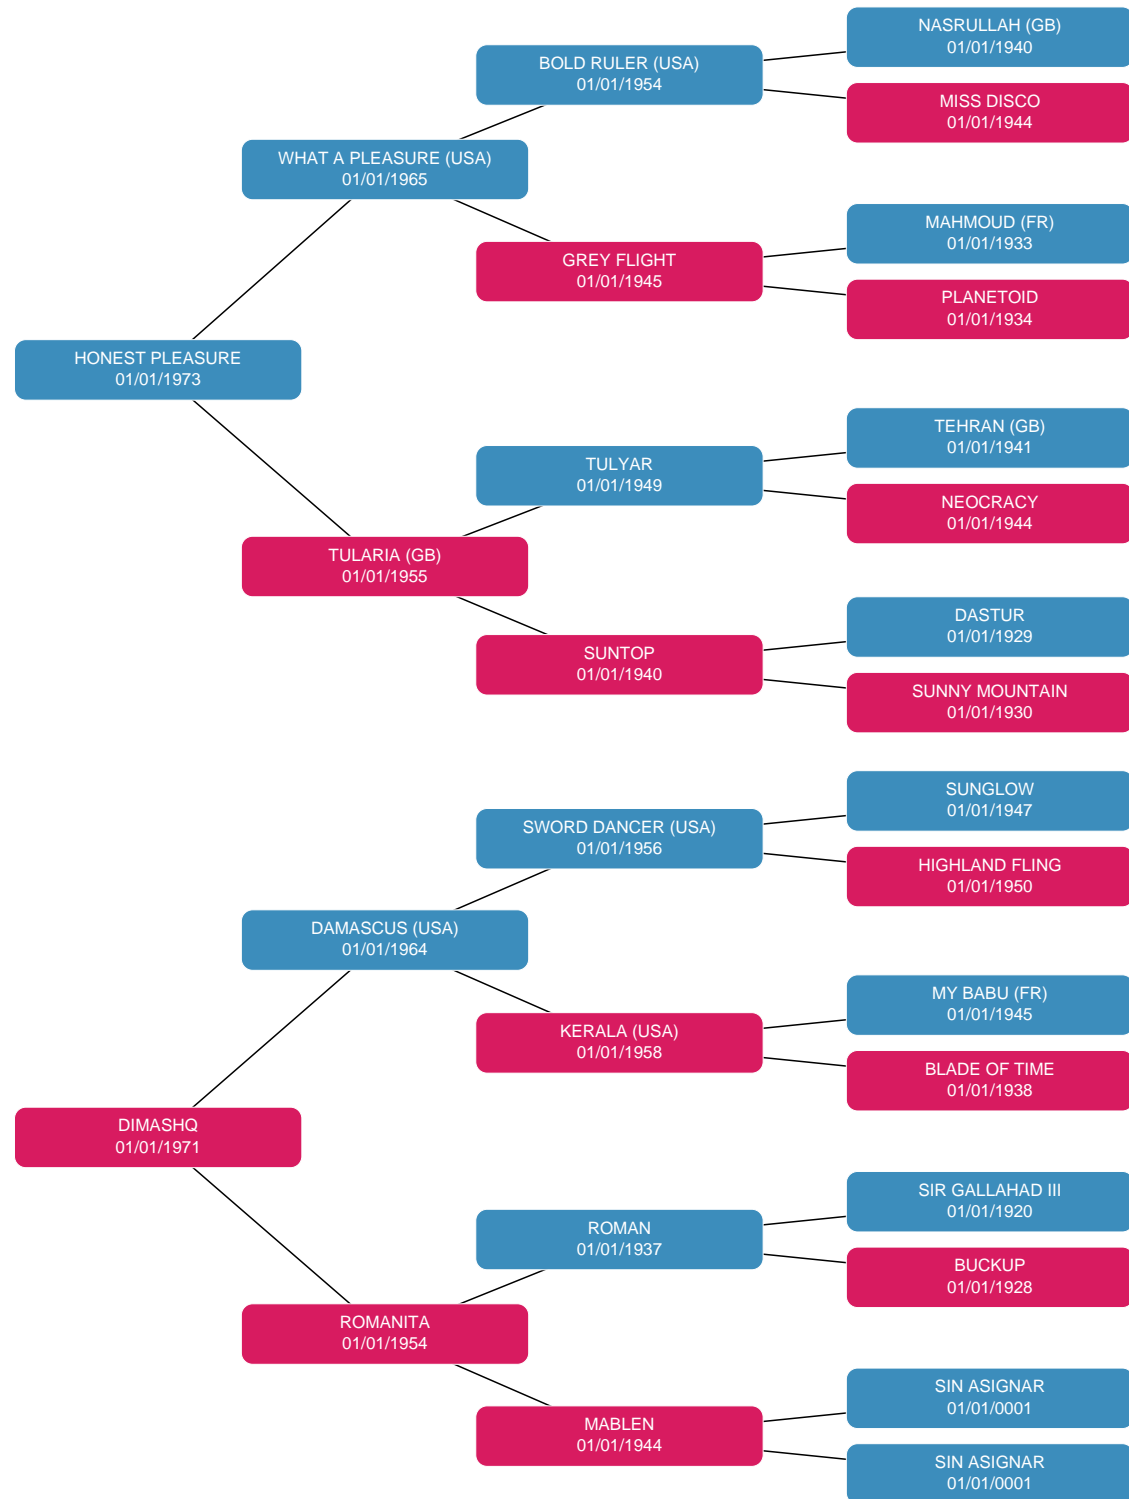 NASRULLAH (GB)
01/01/1940
BOLD RULER (USA)
01/01/1954
MISS DISCO
01/01/1944
WHAT A PLEASURE (USA)
01/01/1965
MAHMOUD (FR)
01/01/1933
GREY FLIGHT
01/01/1945
PLANETOID
01/01/1934
HONEST PLEASURE
01/01/1973
TEHRAN (GB)
01/01/1941
TULYAR
01/01/1949
NEOCRACY
01/01/1944
TULARIA (GB)
01/01/1955
DASTUR
01/01/1929
SUNTOP
01/01/1940
SUNNY MOUNTAIN
01/01/1930
SUNGLOW
01/01/1947
SWORD DANCER (USA)
01/01/1956
HIGHLAND FLING
01/01/1950
DAMASCUS (USA)
01/01/1964
MY BABU (FR)
01/01/1945
KERALA (USA)
01/01/1958
BLADE OF TIME
01/01/1938
DIMASHQ
01/01/1971
SIR GALLAHAD III
01/01/1920
ROMAN
01/01/1937
BUCKUP
01/01/1928
ROMANITA
01/01/1954
SIN ASIGNAR
01/01/0001
MABLEN
01/01/1944
SIN ASIGNAR
01/01/0001